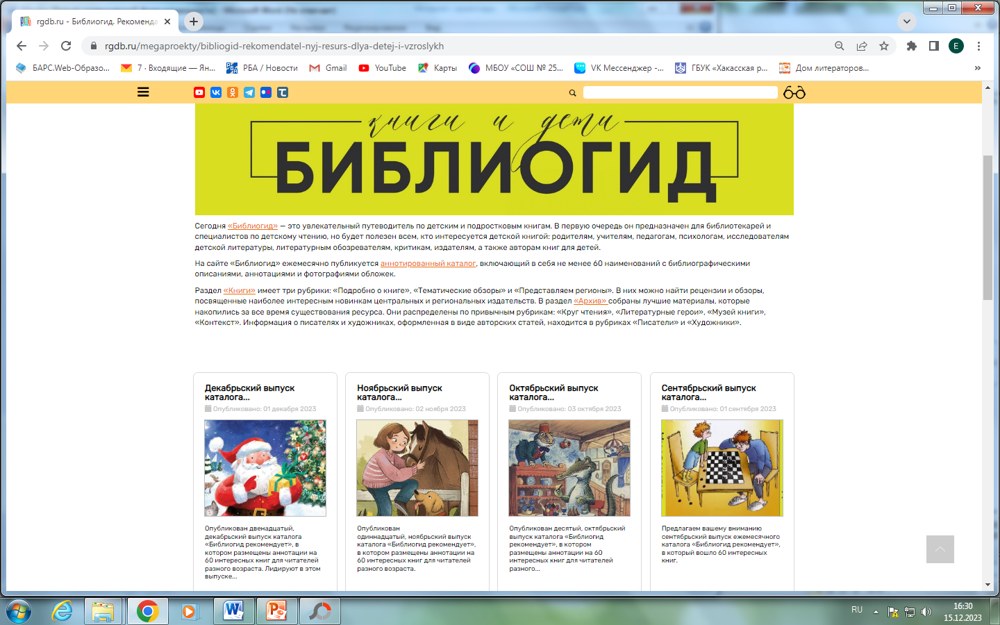 rgdb.ru - Библиогид. Рекоменда
rgdb.ru/megaproekty/bibliogid-rekomendatel-nyj-resurs-dlya-detej-i-vzroslykh
E
БАРС.Web-Образо...
7 · Входящие — Ян...
РБА / Новости
Gmail
YouTube
Карты
МБОУ «СОШ № 25...
VK Мессенджер -...
ГБУК «Хакасская р...
Дом литераторов...
»
книги и дети
БИБЛИОГИД
Сегодня «Библиогид» — это увлекательный путеводитель по детским и подростковым книгам. В первую очередь он предназначен для библиотекарей и
специалистов по детскому чтению, но будет полезен всем, кто интересуется детской книгой: родителям, учителям, педагогам, психологам, исследователям
детской литературы, литературным обозревателям, критикам, издателям, а также авторам книг для детей.
На сайте «Библиогид» ежемесячно публикуется аннотированный каталог, включающий в себя не менее 60 наименований с библиографическими
описаниями, аннотациями и фотографиями обложек.
Раздел «Книги» имеет три рубрики: «Подробно о книге», «Тематические обзоры» и «Представляем регионы». В них можно найти рецензии и обзоры,
посвященные наиболее интересным новинкам центральных и региональных издательств. В раздел «Архив» собраны лучшие материалы, которые
накопились за все время существования ресурса. Они распределены по привычным рубрикам: «Круг чтения», «Литературные герои», «Музей книги»,
«Контекст». Информация о писателях и художниках, оформленная в виде авторских статей, находится в рубриках «Писатели» и «Художники».
Декабрьский выпуск
каталога...
Опубликовано: 01 декабря 2023
Опубликован двенадцатый,
декабрьский выпуск каталога
«Библиогид рекомендует», в
котором размещены аннотации на
60 интересных книг для читателей
разного возраста. Лидируют в этом
выпуске...
Ноябрьский выпуск
каталога...
Опубликовано: 02 ноября 2023
Опубликован
одиннадцатый, ноябрьский выпуск
каталога «Библиогид рекомендует»,
в котором размещены аннотации на
60 интересных книг для читателей
разного возраста.
Октябрьский выпуск
каталога...
Опубликовано: 03 октября 2023
Опубликован десятый, октябрьский
выпуск каталога «Библиогид
рекомендует», в котором
размещены аннотации на 60
интересных книг для читателей
разного...
Сентябрьский выпуск
каталога...
Опубликовано: 01 сентября 2023
Предлагаем вашему вниманию
сентябрьский выпуск ежемесячного
каталога «Библиогид рекомендует»,
в который вошло 60 интересных
книг.
RU
16:30
15.12.2023